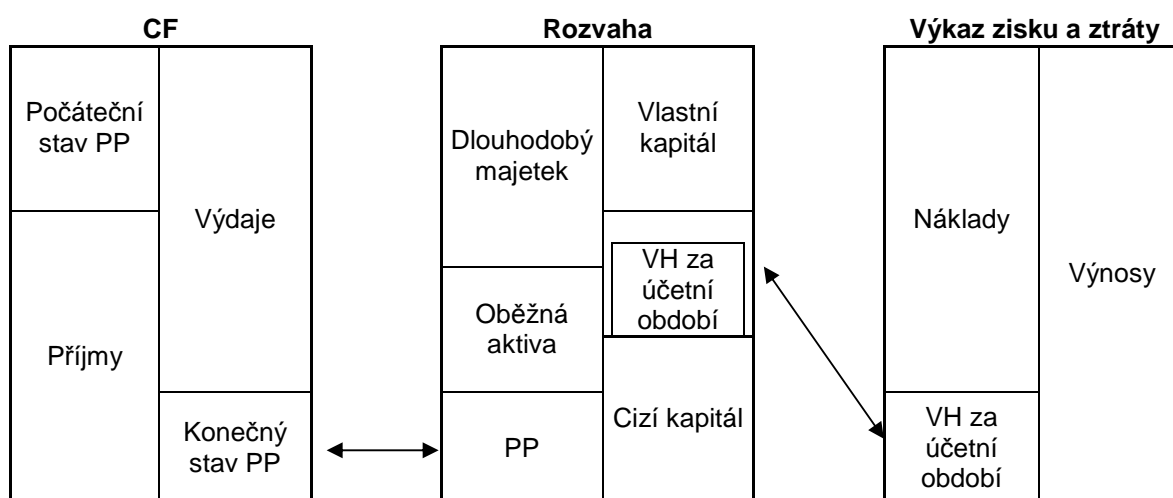 CF
Počáteční
stav PP
Výdaje
Příjmy
Konečný
stav PP
Rozvaha
Dlouhodobý
majetek
Vlastní
kapitál
VH za
účetní
období
Oběžná
aktiva
Cizí kapitál
PP
Výkaz zisku a ztráty
Náklady
Výnosy
VH za
účetní
období